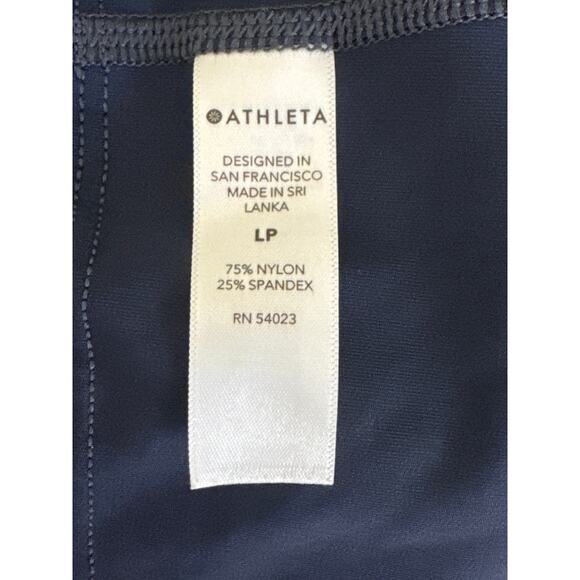 ATHLETA
DESIGNED IN
SAN FRANCISCO
MADE IN SRI
LANKA
LP
75% NYLON
25% SPANDEX
RN 54023